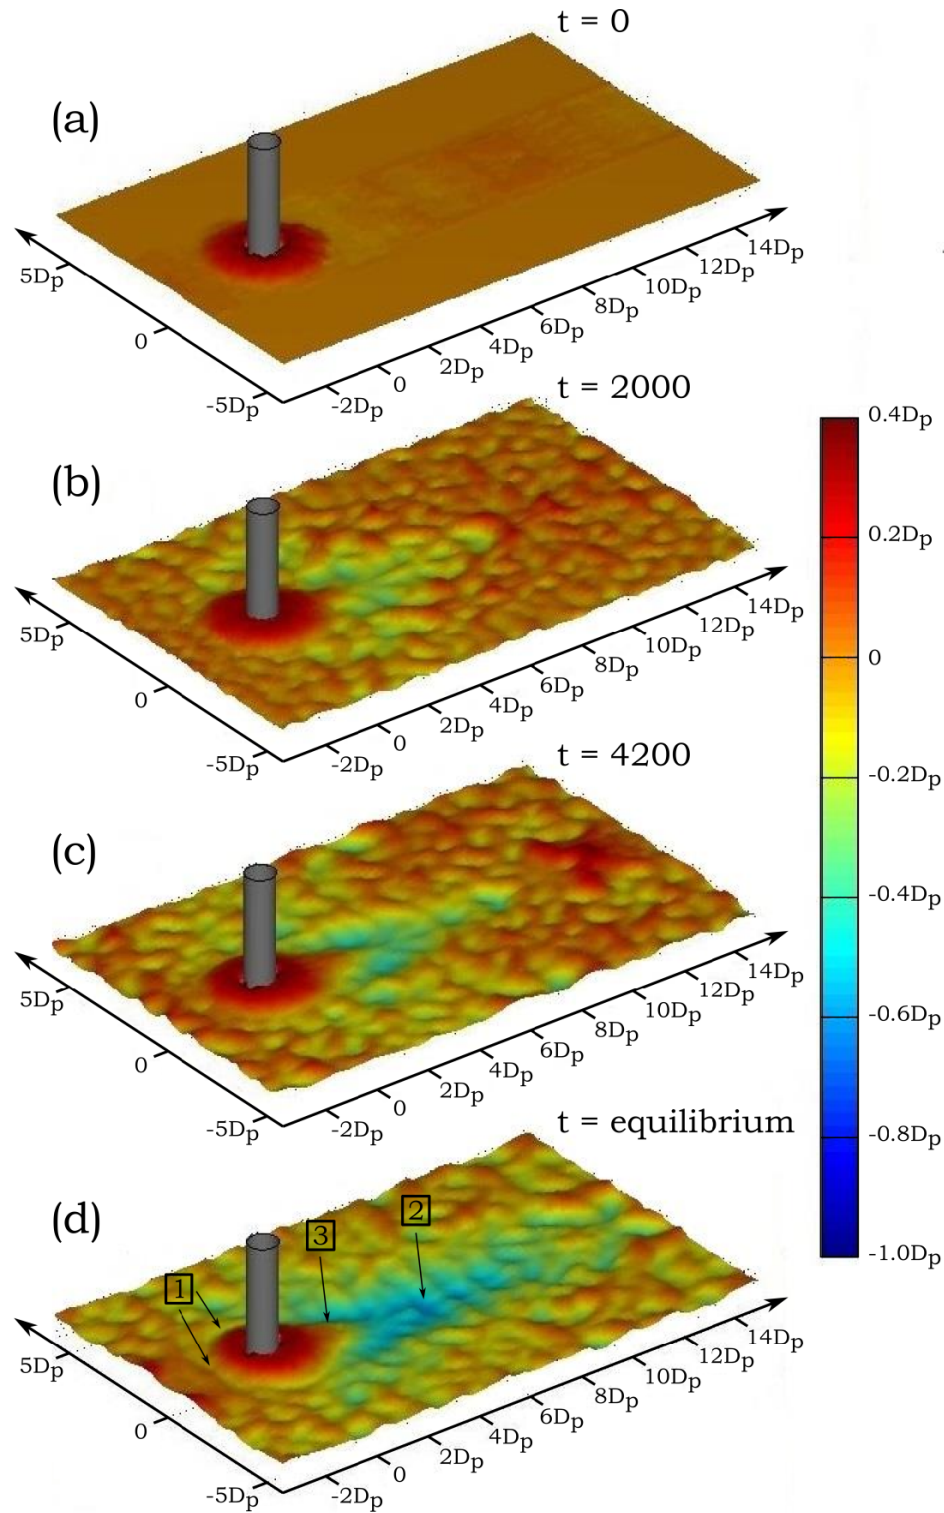 t = 0
(a)
5Dp
0
-5Dp
-2Dp
0
2Dp
4Dp
6Dp
8Dp
10Dp
12Dp
14Dp
t = 2000
(b)
5Dp
0
-5Dp
-2Dp
0
2Dp
4Dp
6Dp
8Dp
10Dp
12Dp
14Dp
t = 4200
(c)
5Dp
0
-5Dp
-2Dp
0
2Dp
4Dp
6Dp
8Dp
10Dp
12Dp
14Dp
t = equilibrium
(d)
1
3
2
5Dp
0
-5Dp
-2Dp
0
2Dp
4Dp
6Dp
8Dp
10Dp
12Dp
14Dp
0.4Dp
0.2Dp
0
-0.2Dp
-0.4Dp
-0.6Dp
-0.8Dp
-1.0Dp